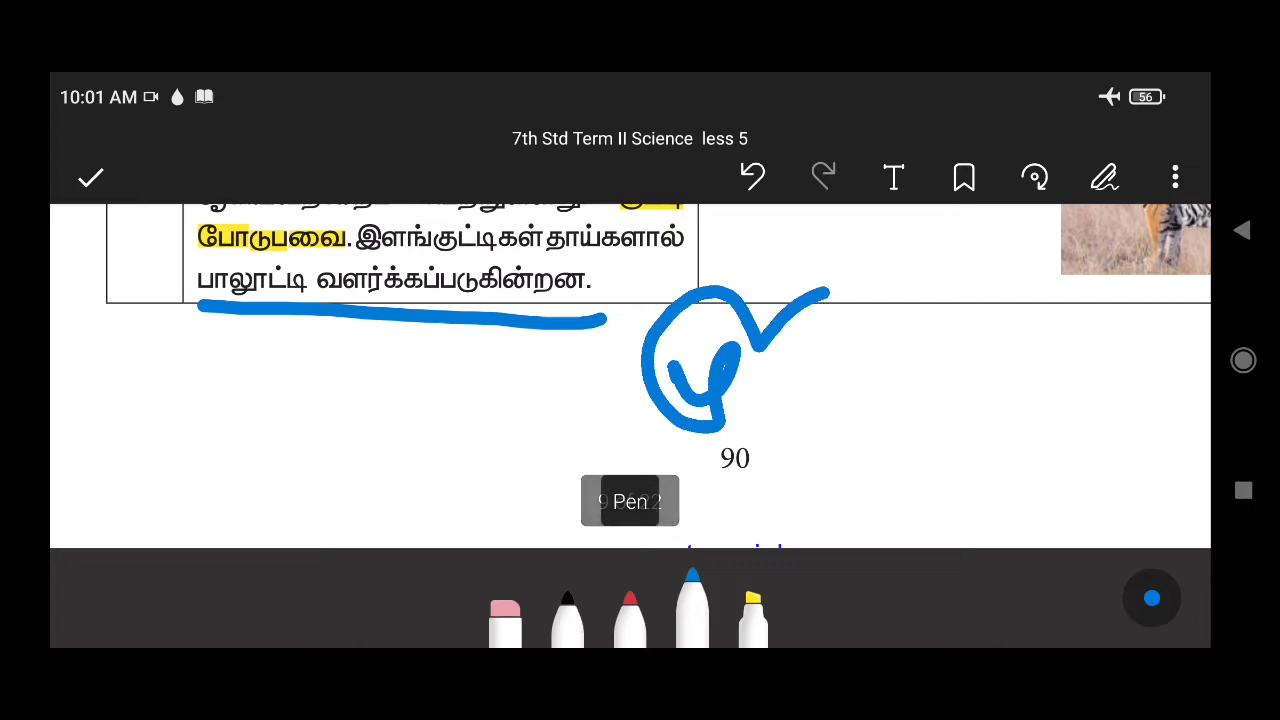 10:01 AM
56
7th Std Term II Science less 5
போடுபவை. இளங்குட்டிகள் தாய்களால்
பாலூட்டி வளர்க்கப்படுகின்றன.
90
Pen